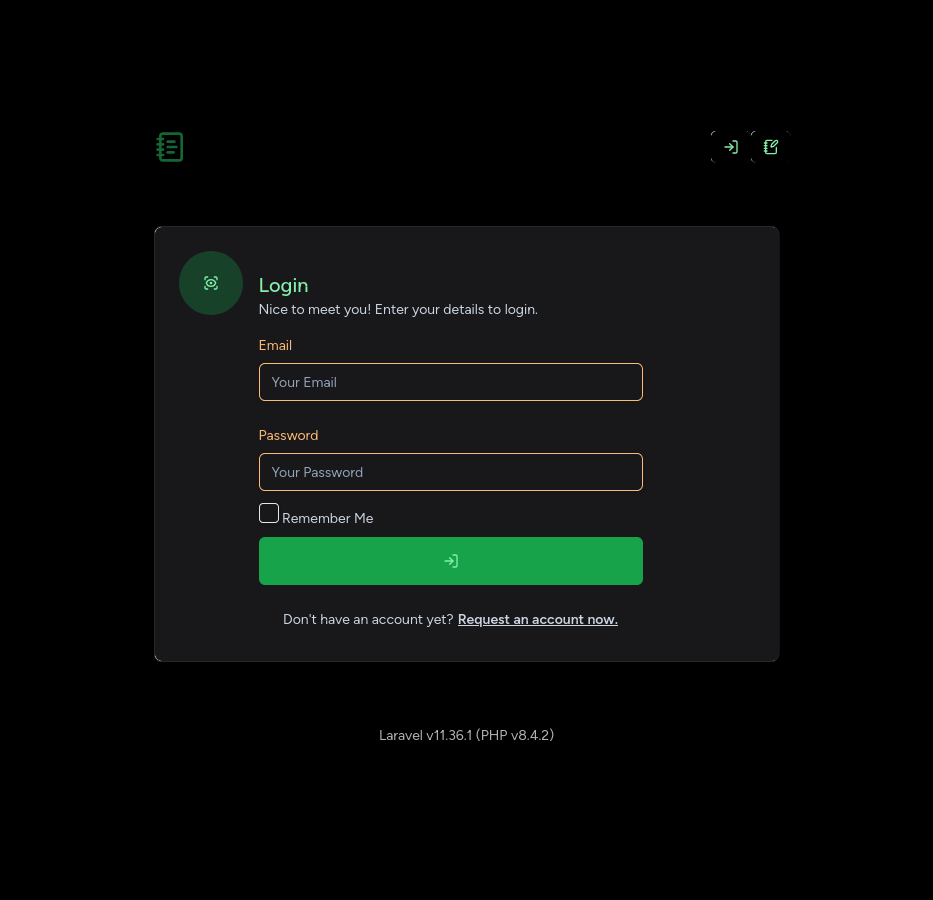 Login
Nice to meet you! Enter your details to login.
Email
Your Email
Password
Your Password
Remember Me
Don't have an account yet? Request an account now.
Laravel v11.36.1 (PHP v8.4.2)